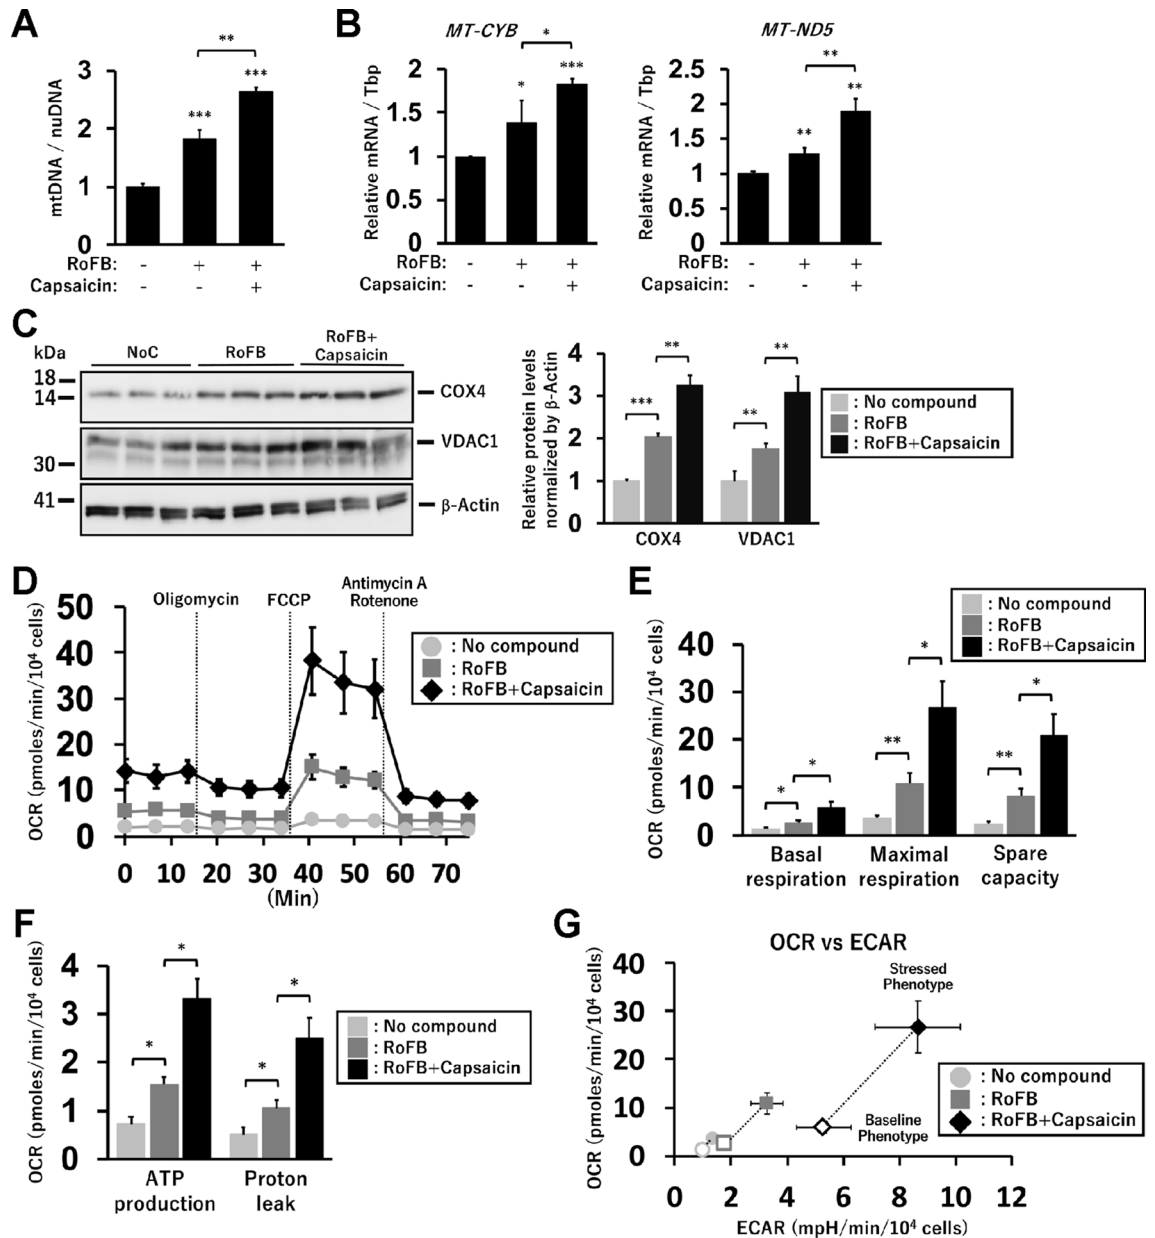 A
**
3
***
***
2
1
0
mtDNA / nuDNA
RoFB: - + +
Capsaicin: - - +
B
MT-CYB
*
***
*
2
1.5
1
0.5
0
Relative mRNA / Tbp
RoFB: - + +
Capsaicin: - - +
MT-ND5
**
**
**
2.5
2
1.5
1
0.5
0
Relative mRNA / Tbp
RoFB: - + +
Capsaicin: - - +
C
kDa
NoC
RoFB
RoFB+
Capsaicin
18
14
COX4
VDAC1
30
41
β-Actin
Relative protein levels
normalized by β-Actin
4
3
2
1
0
***
**
**
**
COX4
VDAC1
: No compound
: RoFB
: RoFB+Capsaicin
D
Oligomycin
FCCP
Antimycin A
Rotenone
OCR (pmoles/min/10⁴ cells)
50
40
30
20
10
0
0 10 20 30 40 50 60 70
(Min)
: No compound
: RoFB
: RoFB+Capsaicin
E
: No compound
: RoFB
: RoFB+Capsaicin
OCR (pmoles/min/10⁴ cells)
40
30
20
10
0
*
*
**
*
**
*
Basal
respiration
Maximal
respiration
Spare
capacity
F
OCR (pmoles/min/10⁴ cells)
4
3
2
1
0
*
*
*
*
ATP
production
Proton
leak
: No compound
: RoFB
: RoFB+Capsaicin
G
OCR vs ECAR
OCR (pmoles/min/10⁴ cells)
40
30
20
10
0
Stressed
Phenotype
Baseline
Phenotype
: No compound
: RoFB
: RoFB+Capsaicin
0 2 4 6 8 10 12
ECAR (mpH/min/10⁴ cells)